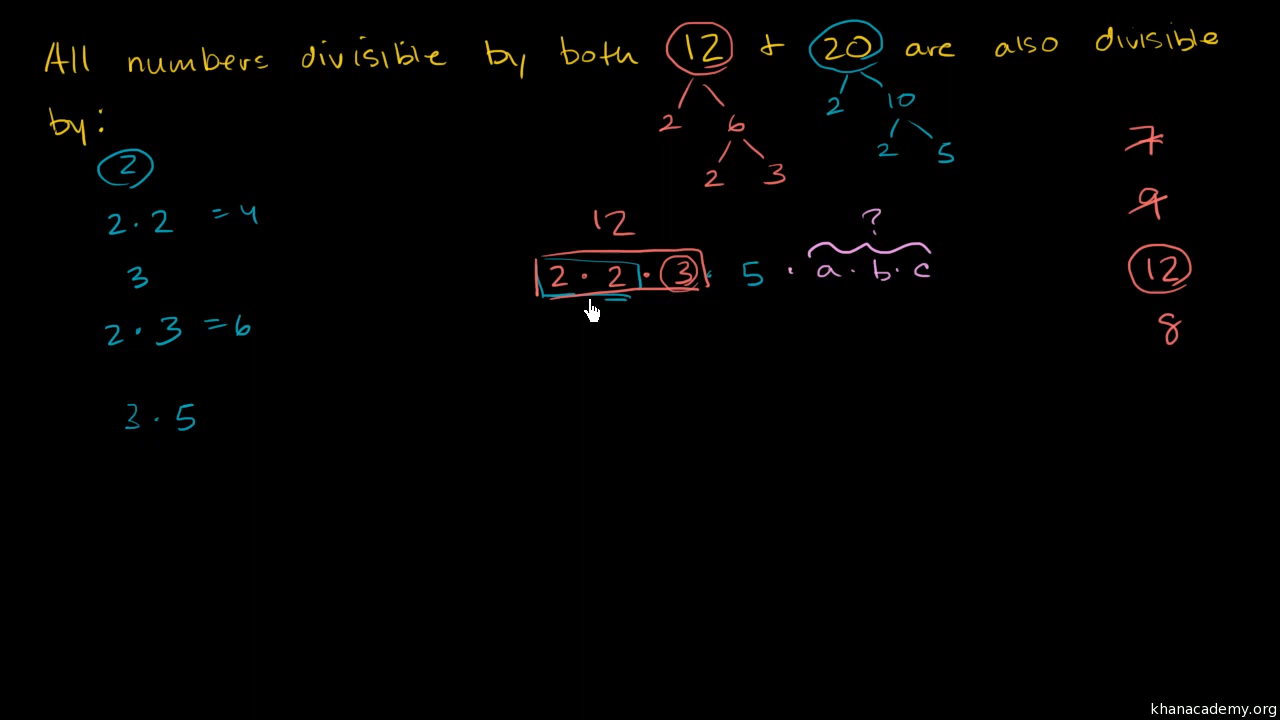 All numbers divisible by both 12 + 20 are also divisible
by:
2 10
2 6
2 5
2 3
2
2 · 2 = 4
3
2 · 3 = 6
3 · 5
12 ?
2 · 2 · 3 · 5 · a · b · c
7
9
12
8
khanacademy.org